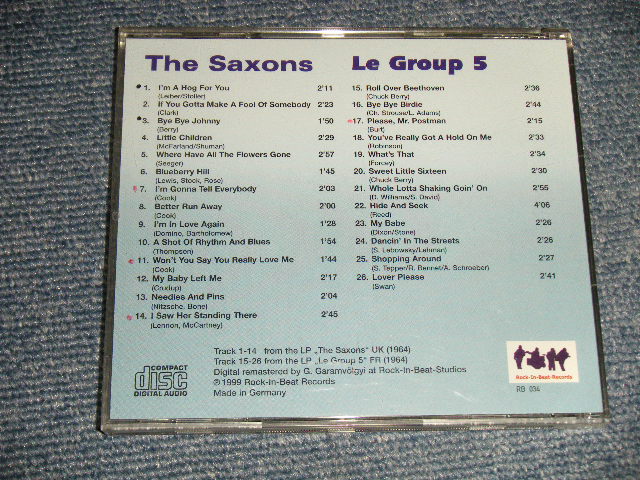 The Saxons
1. I'm A Hog For You 2'11
(Leiber/Stoller)
2. If You Gotta Make A Fool Of Somebody 2'23
(Clark)
3. Bye Bye Johnny 1'50
(Berry)
4. Little Children 2'29
(McFarland/Shuman)
5. Where Have All The Flowers Gone 2'57
(Seeger)
6. Blueberry Hill 1'45
(Lewis, Stock, Rose)
7. I'm Gonna Tell Everybody 2'03
(Cook)
8. Better Run Away 2'00
(Cook)
9. I'm In Love Again 1'28
(Domino, Bartholomew)
10. A Shot Of Rhythm And Blues 1'54
(Thompson)
11. Won't You Say You Really Love Me 1'44
(Cook)
12. My Baby Left Me 2'17
(Crudup)
13. Needles And Pins 2'04
(Nitzsche, Bono)
14. I Saw Her Standing There 2'45
(Lennon, McCartney)
Le Group 5
15. Roll Over Beethoven 2'36
(Chuck Berry)
16. Bye Bye Birdie 2'44
(Ch. Strouse/L. Adams)
17. Please, Mr. Postman 2'15
(Burt)
18. You've Really Got A Hold On Me 2'33
(Robinson)
19. What's That 2'34
(Forcey)
20. Sweet Little Sixteen 2'30
(Chuck Berry)
21. Whole Lotta Shaking Goin' On 2'55
(D. Williams/S. David)
22. Hide And Seek 4'06
(Reed)
23. My Babe 2'26
(Dixon/Stone)
24. Dancin' In The Streets 2'26
(S. Lebowsky/Lehman)
25. Shopping Around 2'27
(S. Tepper/R. Bennet/A. Schroeber)
26. Lover Please 2'41
(Swan)
Track 1-14 from the LP „The Saxons" UK (1964)
Track 15-26 from the LP „Le Group 5" FR (1964)
Digital remastered by G. Garamvölgyi at Rock-In-Beat-Studios
℗©1999 Rock-In-Beat Records
Made in Germany
COMPACT
disc
DIGITAL AUDIO
Rock-In-Beat-Records
RB 034